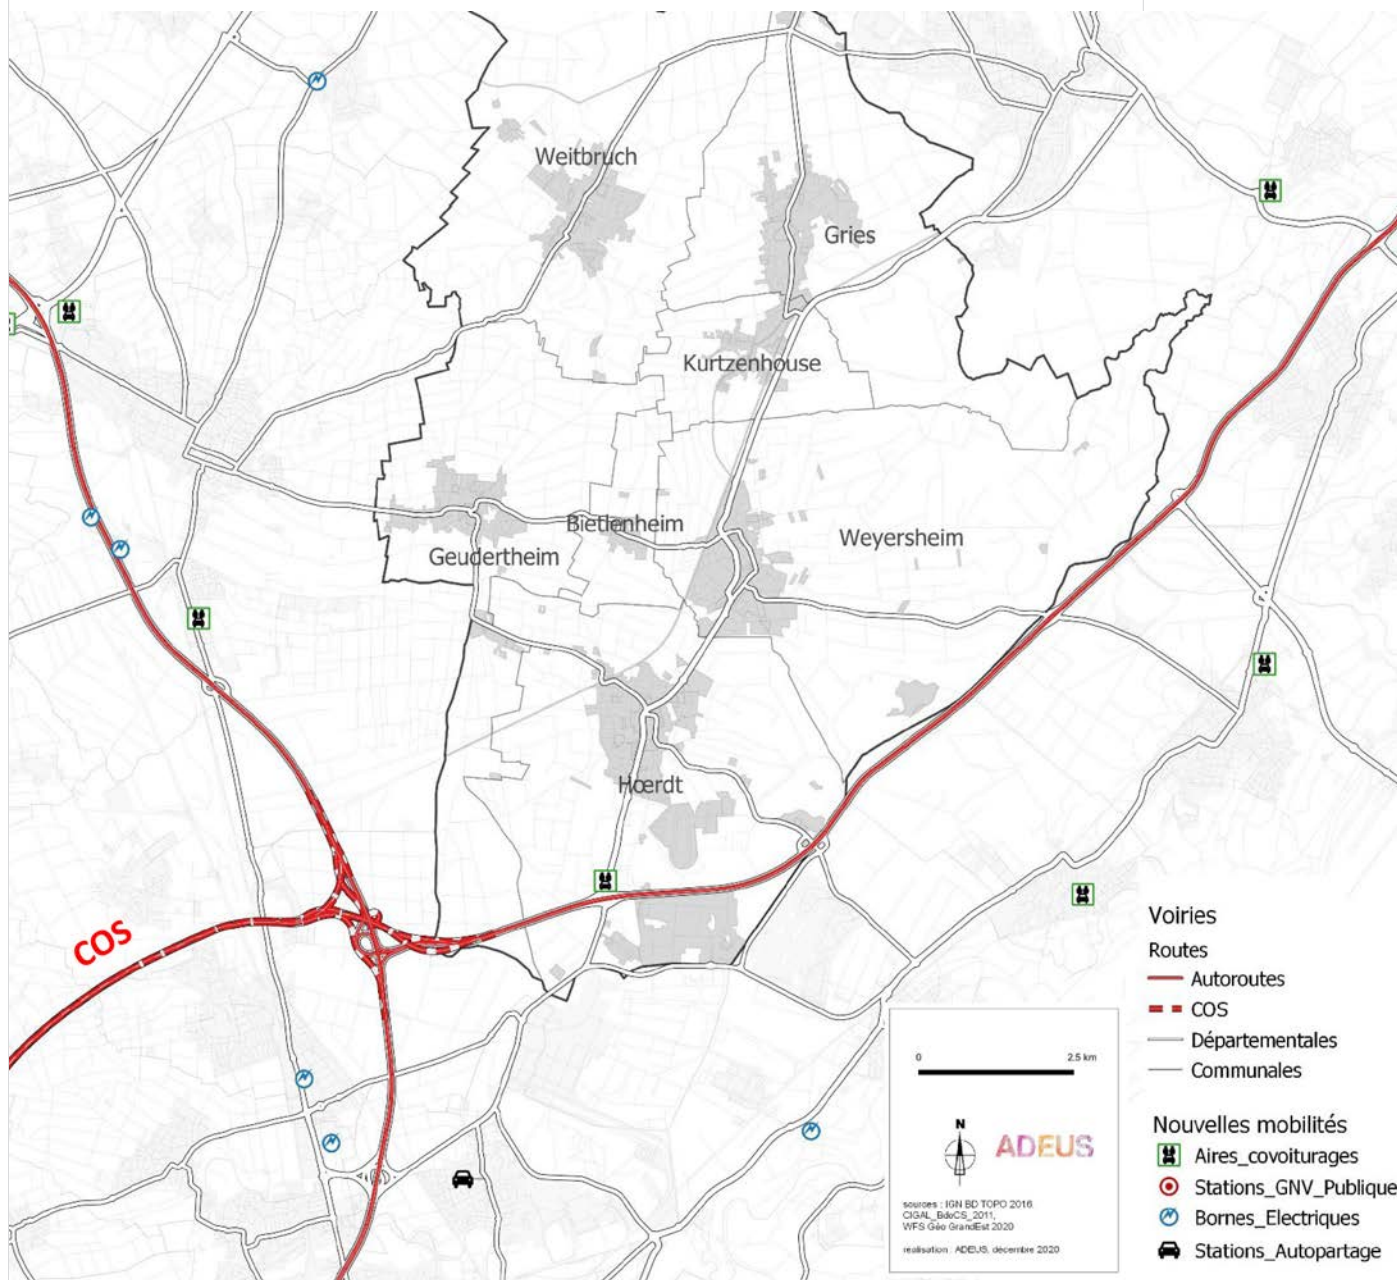 Weitbruch
Gries
Kurtzenhouse
Bietlenheim
Weyersheim
Geudertheim
Hœrdt
COS
Voiries
Routes
Autoroutes
COS
Départementales
Communales
Nouvelles mobilités
Aires_covoiturages
Stations_GNV_Publique
Bornes_Electriques
Stations_Autopartage
0 2.5 km
N
ADEUS
sources : IGN BD TOPO 2016
CIGAL_BdOCS_2011,
WFS Géo GrandEst 2020
réalisation : ADEUS, décembre 2020